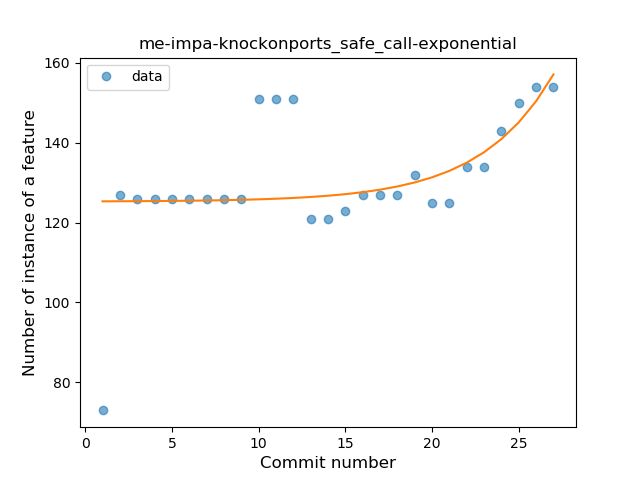 me-impa-knockonports_safe_call-exponential
data
Number of instance of a feature
160
140
120
100
80
0 5 10 15 20 25
Commit number